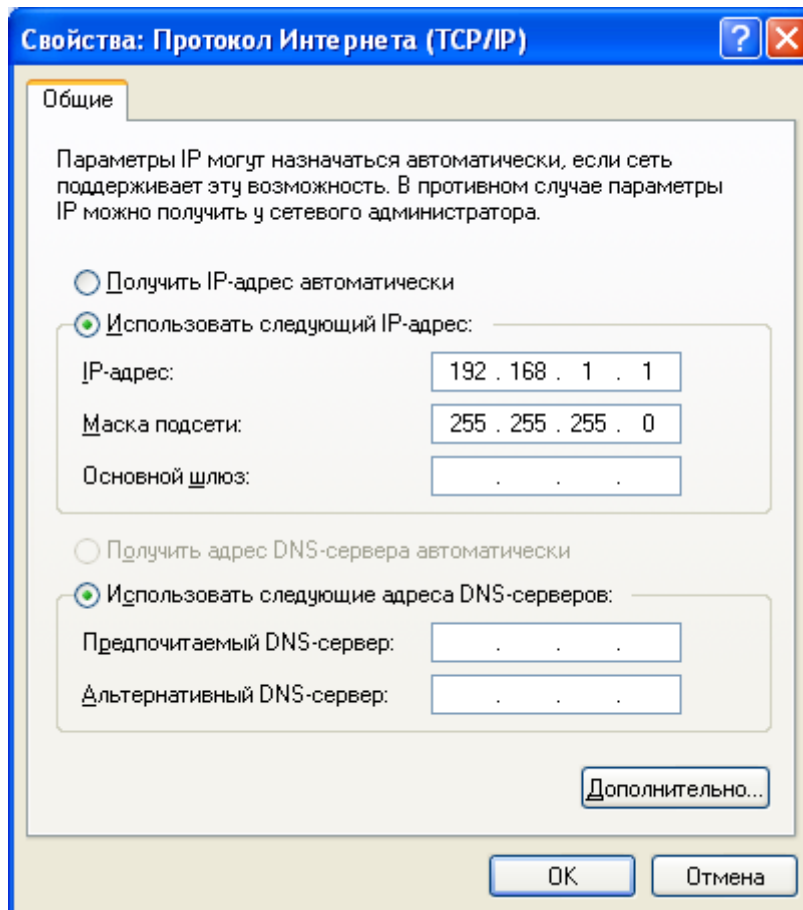 Свойства: Протокол Интернета (TCP/IP)
Общие
Параметры IP могут назначаться автоматически, если сеть
поддерживает эту возможность. В противном случае параметры
IP можно получить у сетевого администратора.
Получить IP-адрес автоматически
Использовать следующий IP-адрес:
IP-адрес: 192 . 168 . 1 . 1
Маска подсети: 255 . 255 . 255 . 0
Основной шлюз: . . .
Получить адрес DNS-сервера автоматически
Использовать следующие адреса DNS-серверов:
Предпочитаемый DNS-сервер: . . .
Альтернативный DNS-сервер: . . .
Дополнительно...
OK Отмена